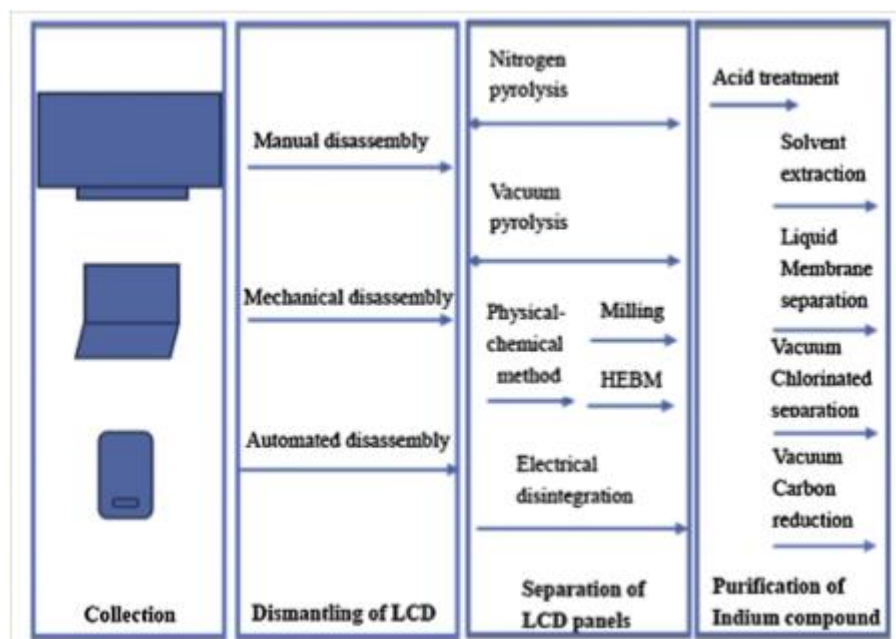 Manual disassembly
Mechanical disassembly
Automated disassembly
Nitrogen
pyrolysis
Vacuum
pyrolysis
Physical-
chemical
method
Milling
HEBM
Electrical
disintegration
Acid treatment
Solvent
extraction
Liquid
Membrane
separation
Vacuum
Chlorinated
separation
Vacuum
Carbon
reduction
Collection
Dismantling of LCD
Separation of
LCD panels
Purification of
Indium compound